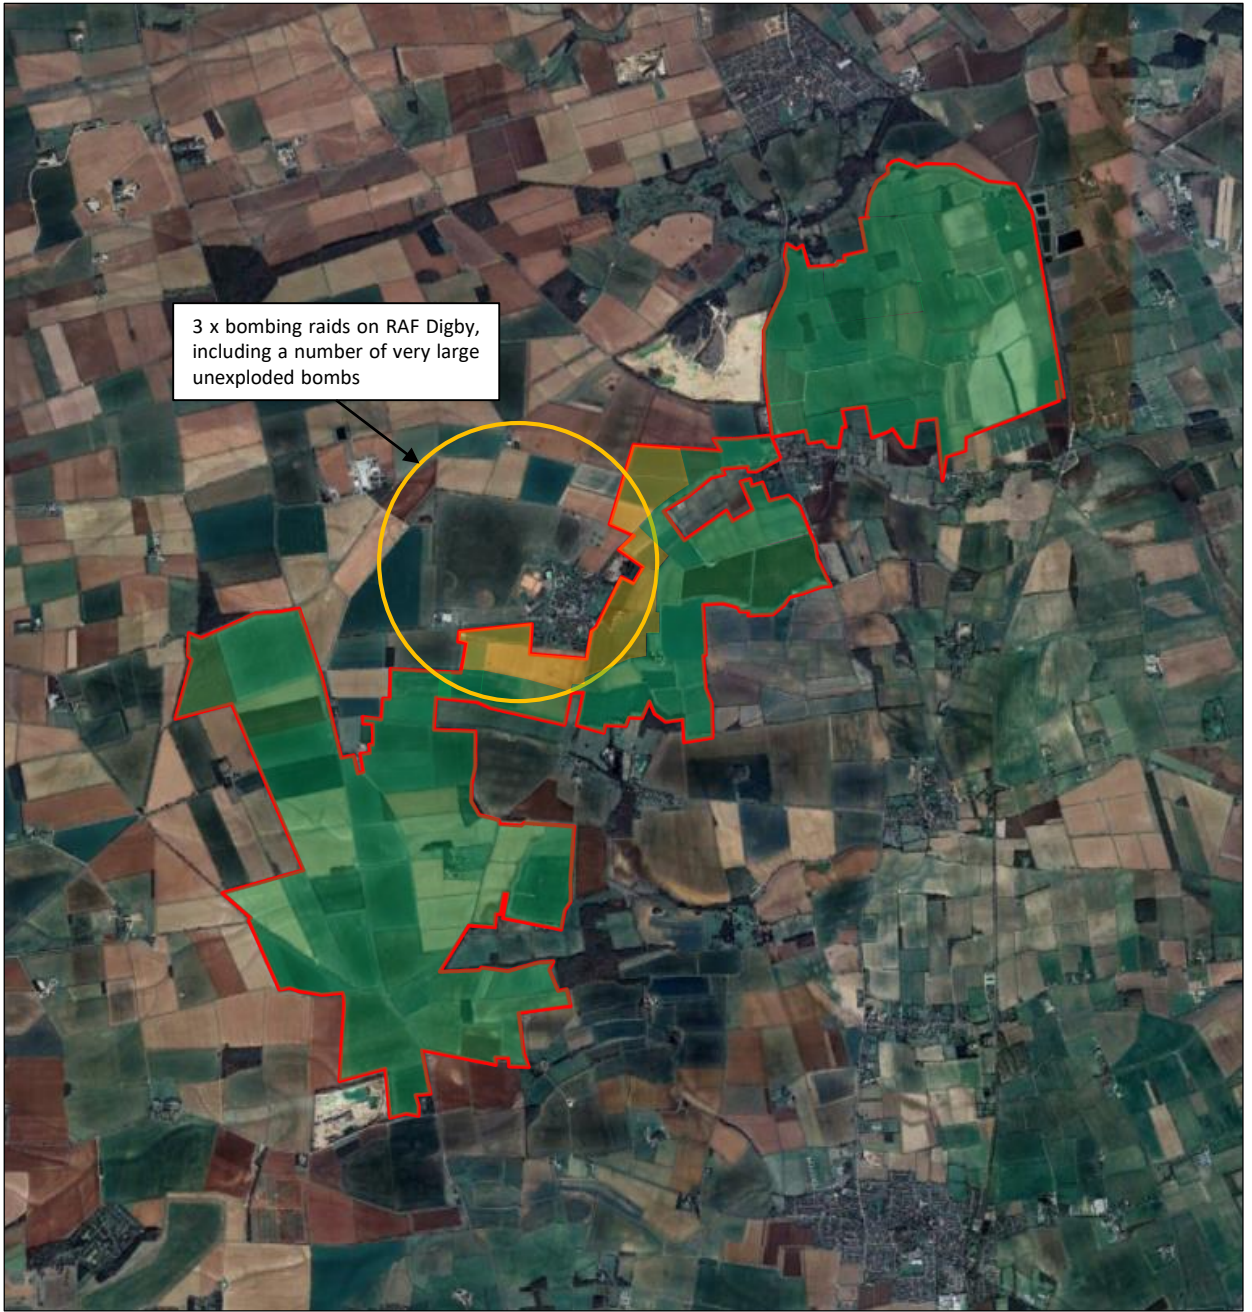 3 x bombing raids on RAF Digby,
including a number of very large
unexploded bombs